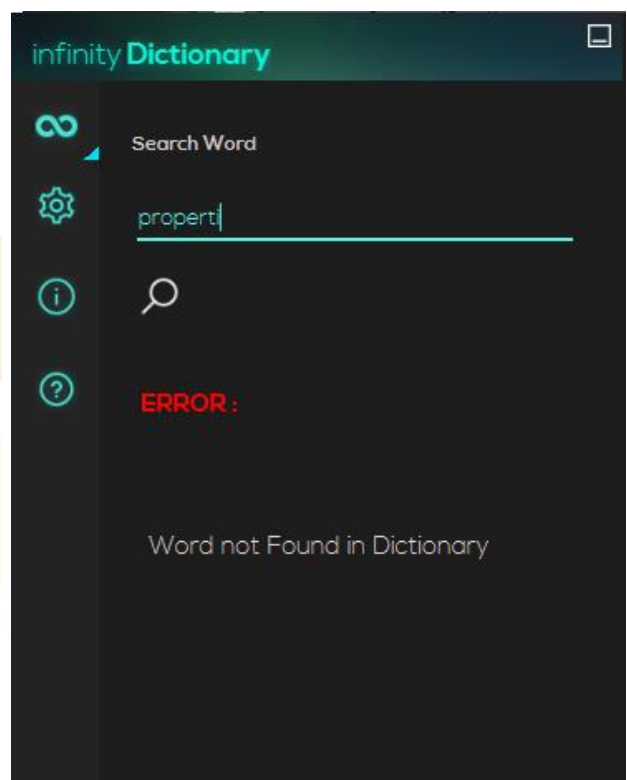 infinity Dictionary
Search Word
properti
ERROR :
Word not Found in Dictionary